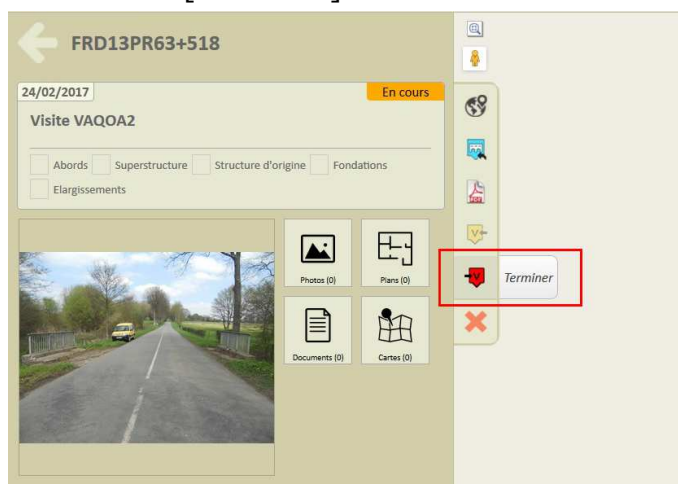 FRD13PR63+518
24/02/2017
En cours
Visite VAQOA2
Abords Superstructure Structure d'origine Fondations
Elargissements
Photos (0) Plans (0)
Documents (0) Cartes (0)
PDF
V
V
Terminer